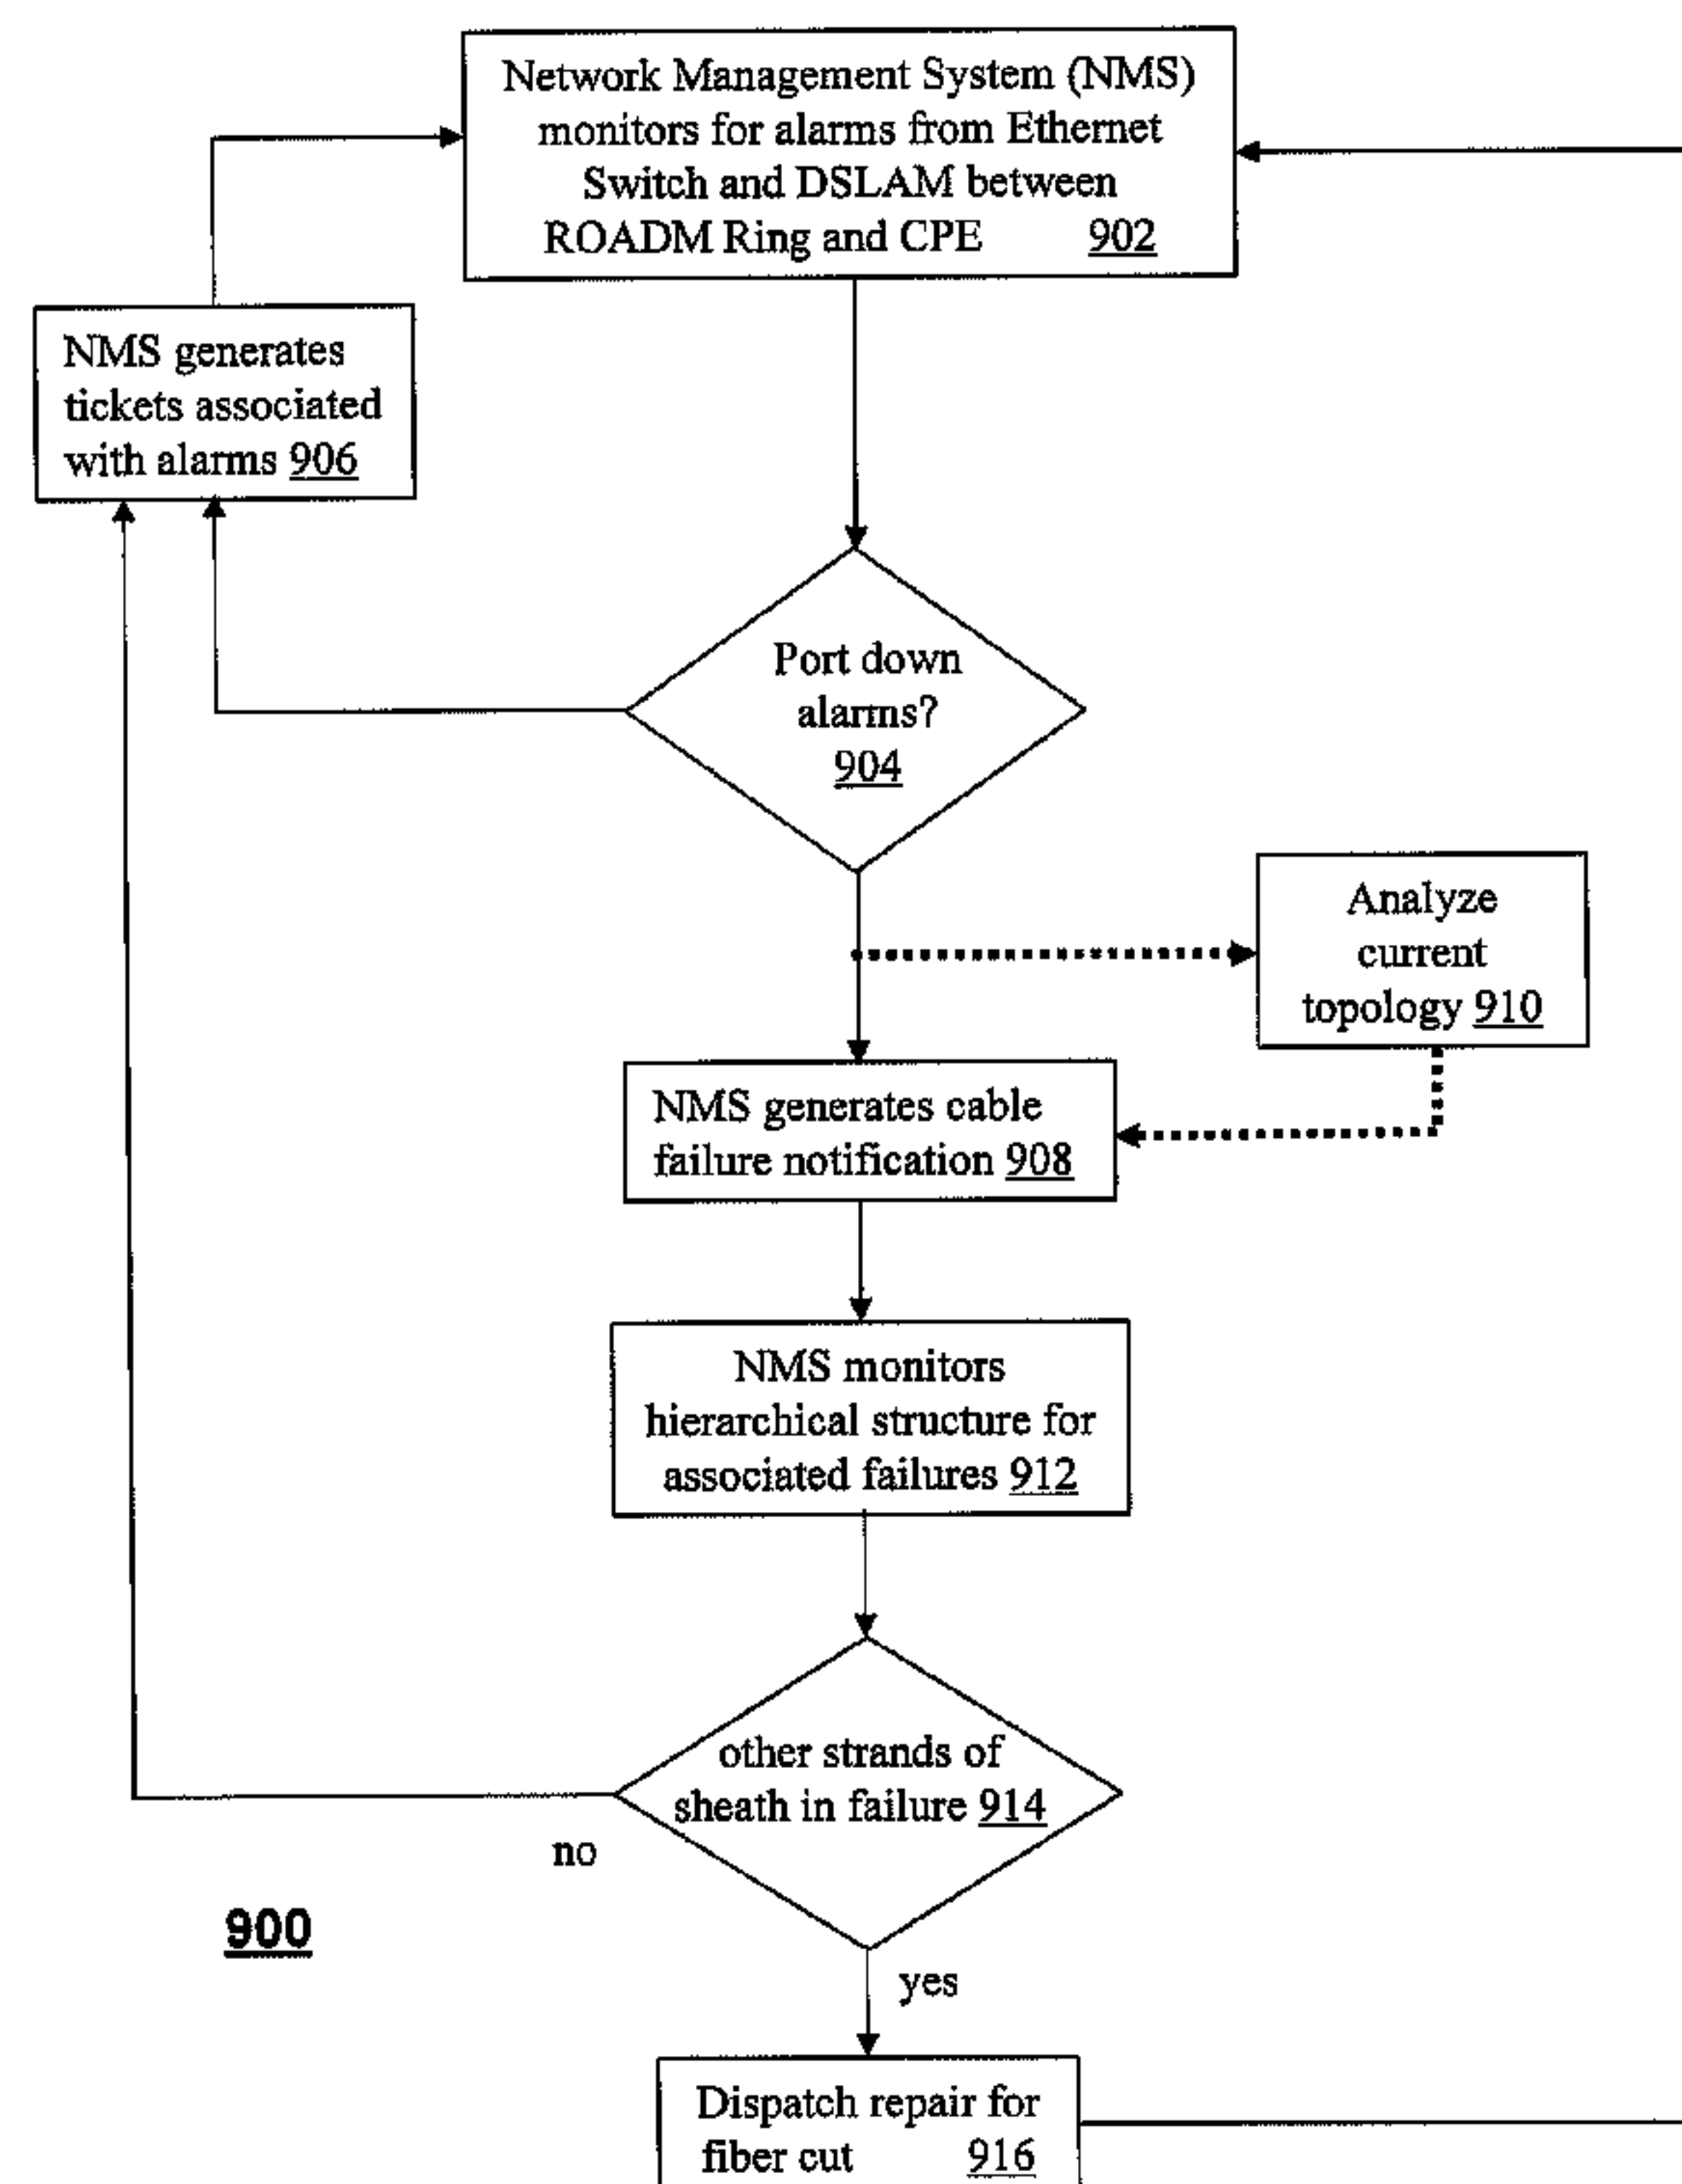 Network Management System (NMS)
monitors for alarms from Ethernet
Switch and DSLAM between
ROADM Ring and CPE 902
NMS generates
tickets associated
with alarms 906
Port down
alarms?
904
Analyze
current
topology 910
NMS generates cable
failure notification 908
NMS monitors
hierarchical structure for
associated failures 912
other strands of
sheath in failure 914
no
900
yes
Dispatch repair for
fiber cut 916